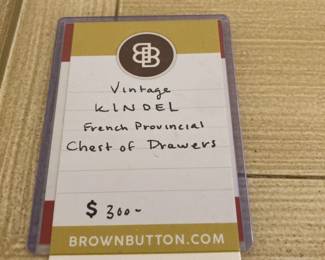 BB
Vintage
KINDEL
French Provincial
Chest of Drawers
$ 300-
BROWNBUTTON.COM